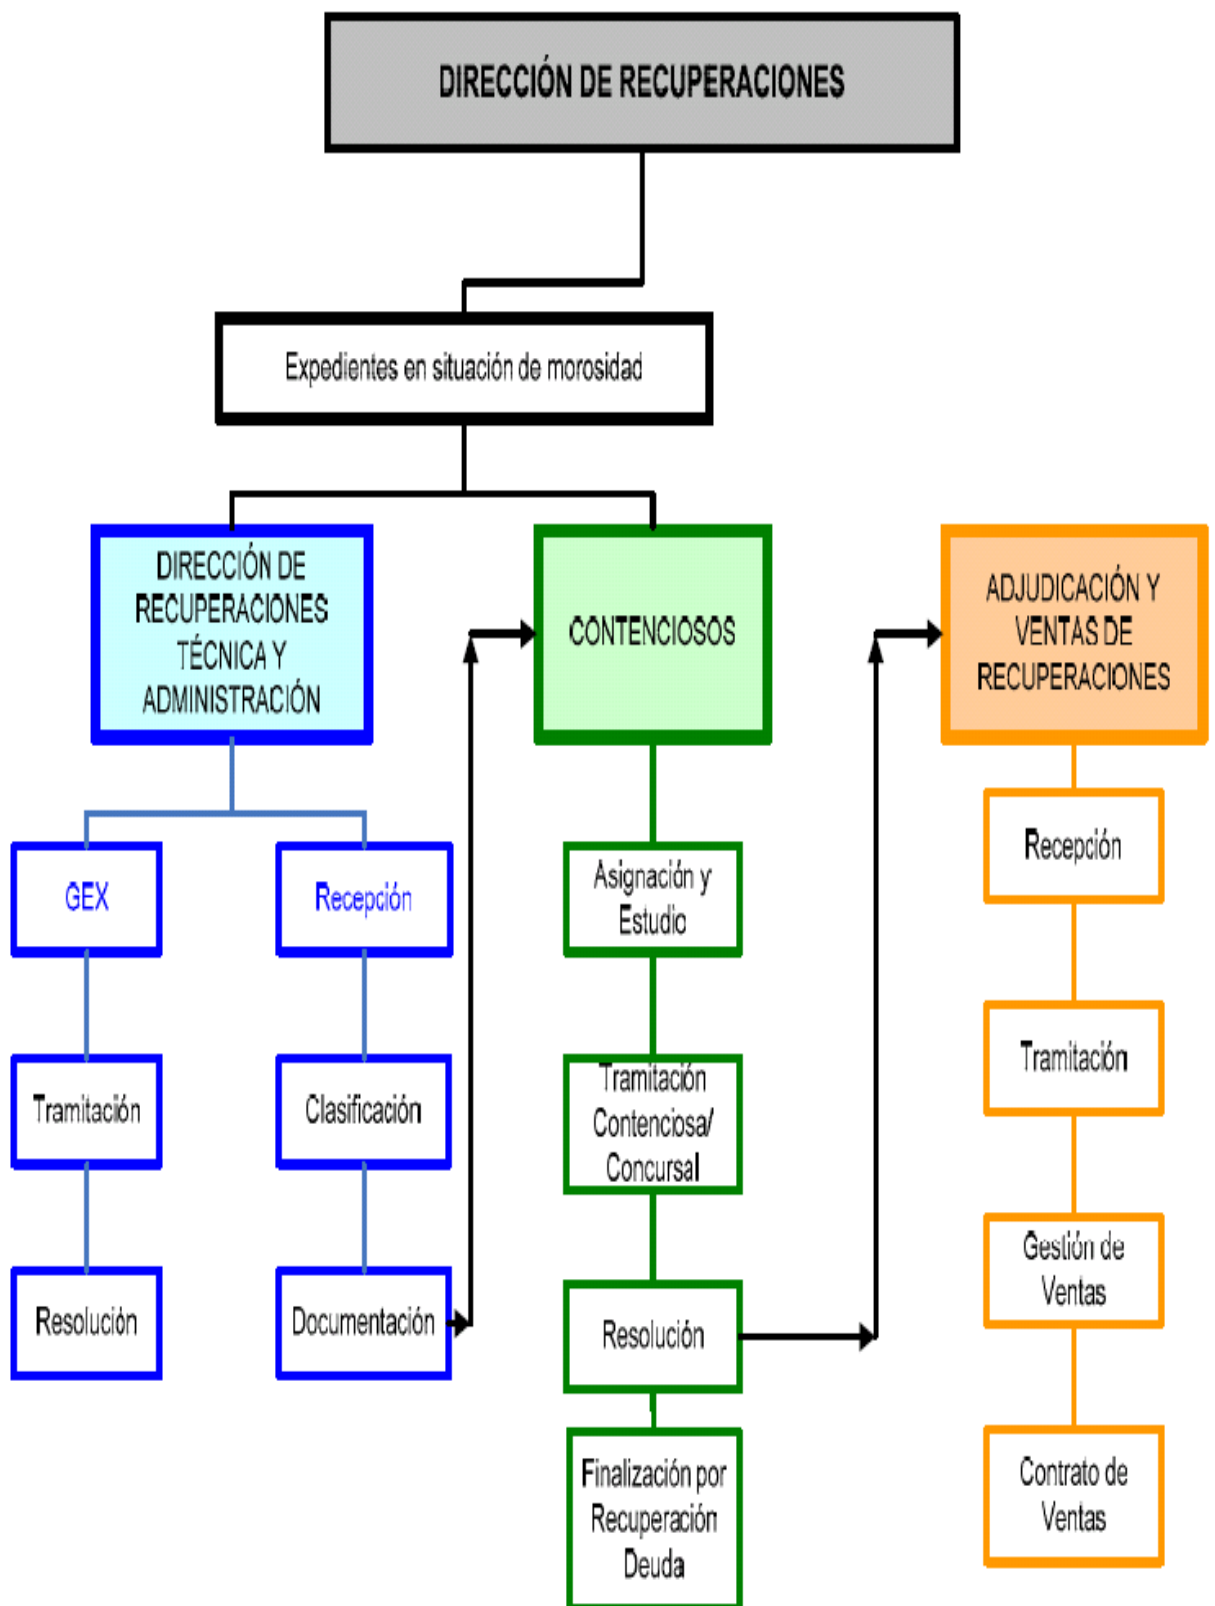 DIRECCIÓN DE RECUPERACIONES
Expedientes en situación de morosidad
DIRECCIÓN DE
RECUPERACIONES
TÉCNICA Y
ADMINISTRACIÓN
CONTENCIOSOS
ADJUDICACIÓN Y
VENTAS DE
RECUPERACIONES
GEX
Tramitación
Resolución
Recepción
Clasificación
Documentación
Asignación y
Estudio
Tramitación
Contenciosa/
Concursal
Resolución
Finalización por
Recuperación
Deuda
Recepción
Tramitación
Gestión de
Ventas
Contrato de
Ventas